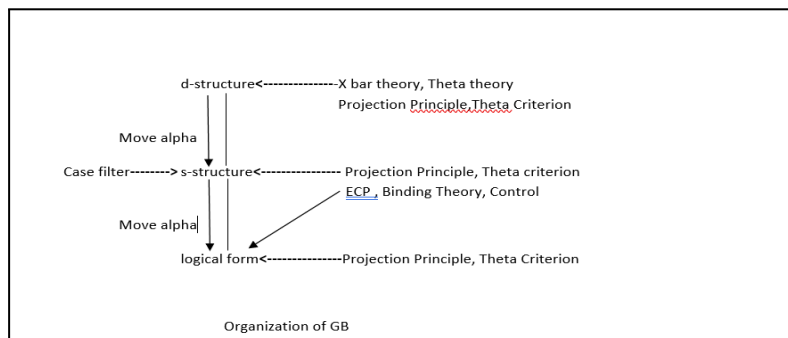 d-structure<---------------X bar theory, Theta theory
Projection Principle,Theta Criterion
Move alpha
Case filter--------> s-structure<---------------- Projection Principle, Theta criterion
ECP , Binding Theory, Control
Move alpha
logical form<---------------Projection Principle, Theta Criterion
Organization of GB